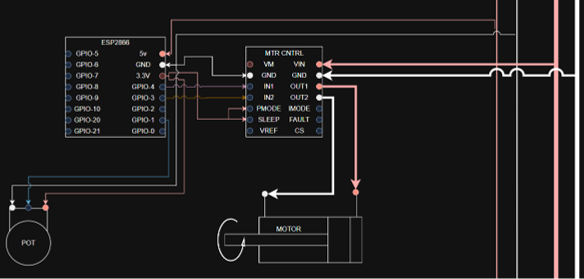 ESP2866
GPIO-5 5v
GPIO-6 GND
GPIO-7 3.3V
GPIO-8 GPIO-4
GPIO-9 GPIO-3
GPIO-10 GPIO-2
GPIO-20 GPIO-1
GPIO-21 GPIO-0
MTR CNTRL
VM VIN
GND GND
IN1 OUT1
IN2 OUT2
PMODE IMODE
SLEEP FAULT
VREF CS
POT
MOTOR